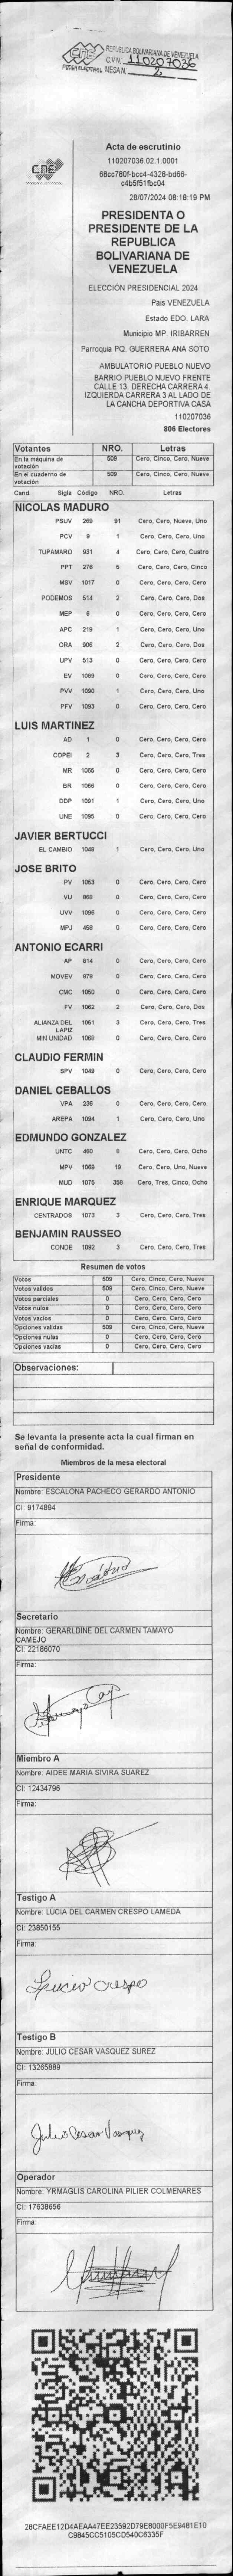 REPUBLICA BOLIVARIANA DE VENEZUELA
CNE
C.V.N. 110207036
PODER ELECTORAL MESA N. 2
CNE
Acta de escrutinio
110207036.02.1.0001
68cc780f-bcc4-4328-bd66-
c4b5f51fbc04
28/07/2024 08:18:19 PM
PRESIDENTA O
PRESIDENTE DE LA
REPUBLICA
BOLIVARIANA DE
VENEZUELA
ELECCIÓN PRESIDENCIAL 2024
País VENEZUELA
Estado EDO. LARA
Municipio MP. IRIBARREN
Parroquia PQ. GUERRERA ANA SOTO
AMBULATORIO PUEBLO NUEVO
BARRIO PUEBLO NUEVO FRENTE
CALLE 13. DERECHA CARRERA 4.
IZQUIERDA CARRERA 3 AL LADO DE
LA CANCHA DEPORTIVA CASA
110207036
806 Electores
Votantes NRO. Letras
En la máquina de votación 509 Cero, Cinco, Cero, Nueve
En el cuaderno de votación 509 Cero, Cinco, Cero, Nueve
Cand. Sigla Código NRO. Letras
NICOLAS MADURO
PSUV 269 91 Cero, Cero, Nueve, Uno
PCV 9 1 Cero, Cero, Cero, Uno
TUPAMARO 931 4 Cero, Cero, Cero, Cuatro
PPT 276 5 Cero, Cero, Cero, Cinco
MSV 1017 0 Cero, Cero, Cero, Cero
PODEMOS 514 2 Cero, Cero, Cero, Dos
MEP 6 0 Cero, Cero, Cero, Cero
APC 219 1 Cero, Cero, Cero, Uno
ORA 906 2 Cero, Cero, Cero, Dos
UPV 513 0 Cero, Cero, Cero, Cero
EV 1089 0 Cero, Cero, Cero, Cero
PVV 1090 1 Cero, Cero, Cero, Uno
PFV 1093 0 Cero, Cero, Cero, Cero
LUIS MARTINEZ
AD 1 0 Cero, Cero, Cero, Cero
COPEI 2 3 Cero, Cero, Cero, Tres
MR 1065 0 Cero, Cero, Cero, Cero
BR 1066 0 Cero, Cero, Cero, Cero
DDP 1091 1 Cero, Cero, Cero, Uno
UNE 1095 0 Cero, Cero, Cero, Cero
JAVIER BERTUCCI
EL CAMBIO 1049 1 Cero, Cero, Cero, Uno
JOSE BRITO
PV 1053 0 Cero, Cero, Cero, Cero
VU 868 0 Cero, Cero, Cero, Cero
UVV 1096 0 Cero, Cero, Cero, Cero
MPJ 458 0 Cero, Cero, Cero, Cero
ANTONIO ECARRI
AP 814 0 Cero, Cero, Cero, Cero
MOVEV 878 0 Cero, Cero, Cero, Cero
CMC 1050 0 Cero, Cero, Cero, Cero
FV 1062 2 Cero, Cero, Cero, Dos
ALIANZA DEL LAPIZ 1051 3 Cero, Cero, Cero, Tres
MIN UNIDAD 1068 0 Cero, Cero, Cero, Cero
CLAUDIO FERMIN
SPV 1048 0 Cero, Cero, Cero, Cero
DANIEL CEBALLOS
VPA 236 0 Cero, Cero, Cero, Cero
AREPA 1094 1 Cero, Cero, Cero, Uno
EDMUNDO GONZALEZ
UNTC 460 8 Cero, Cero, Cero, Ocho
MPV 1069 19 Cero, Cero, Uno, Nueve
MUD 1075 358 Cero, Tres, Cinco, Ocho
ENRIQUE MARQUEZ
CENTRADOS 1073 3 Cero, Cero, Cero, Tres
BENJAMIN RAUSSEO
CONDE 1092 3 Cero, Cero, Cero, Tres
Resumen de votos
Votos 509 Cero, Cinco, Cero, Nueve
Votos validos 509 Cero, Cinco, Cero, Nueve
Votos parciales 0 Cero, Cero, Cero, Cero
Votos nulos 0 Cero, Cero, Cero, Cero
Votos vacios 0 Cero, Cero, Cero, Cero
Opciones validas 509 Cero, Cinco, Cero, Nueve
Opciones nulas 0 Cero, Cero, Cero, Cero
Opciones vacias 0 Cero, Cero, Cero, Cero
Observaciones:
Se levanta la presente acta la cual firman en
señal de conformidad.
Miembros de la mesa electoral
Presidente
Nombre: ESCALONA PACHECO GERARDO ANTONIO
CI: 9174894
Firma:
Secretario
Nombre: GERARLDINE DEL CARMEN TAMAYO
CAMEJO
CI: 22186070
Firma:
Miembro A
Nombre: AIDEE MARIA SIVIRA SUAREZ
CI: 12434795
Firma:
Testigo A
Nombre: LUCIA DEL CARMEN CRESPO LAMEDA
CI: 23850155
Firma:
Lucia crespo
Testigo B
Nombre: JULIO CESAR VASQUEZ SUREZ
CI: 13265889
Firma:
Julio Cesar Vasquez
Operador
Nombre: YRMAGLIS CAROLINA PILIER COLMENARES
CI: 17639656
Firma:
28CFAEE12D4AEAA47EE23592D79E8000F5E9481E10
C9845CC5105CD540C6335F